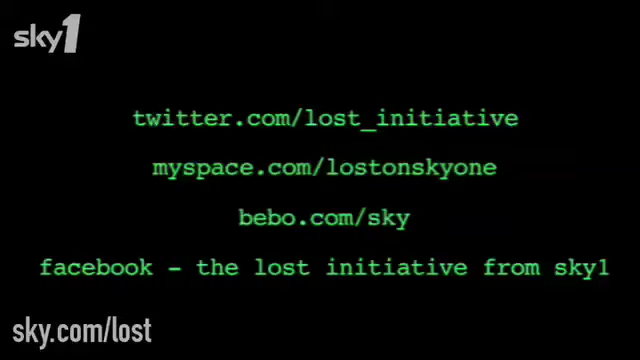 sky1
twitter.com/lost_initiative
myspace.com/lostonskyone
bebo.com/sky
facebook - the lost initiative from sky1
sky.com/lost